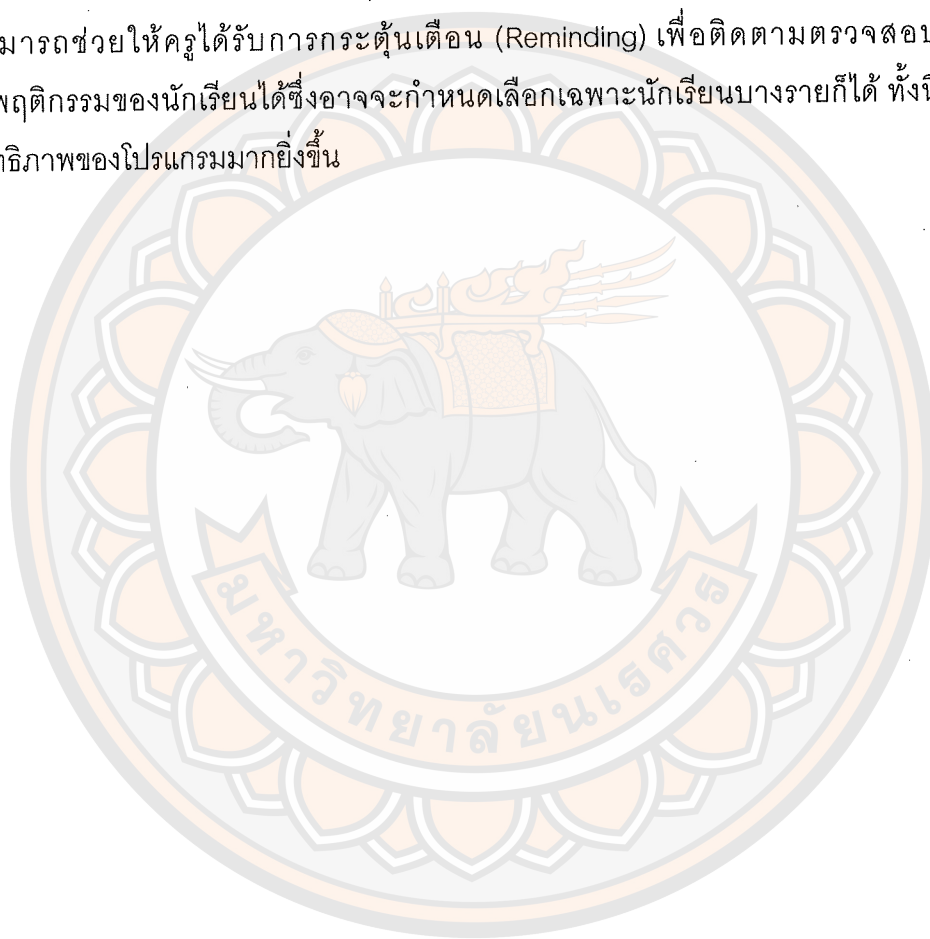 มารถช่วยให้ครูได้รับการกระตุ้นเตือน (Reminding) เพื่อติดตามตรวจสอบ
พฤติกรรมของนักเรียนได้ซึ่งอาจจะกำหนดเลือกเฉพาะนักเรียนบางรายก็ได้ ทั้งนี้
ทธิภาพของโปรแกรมมากยิ่งขึ้น
มหาวิทยาลัยนเรศวร